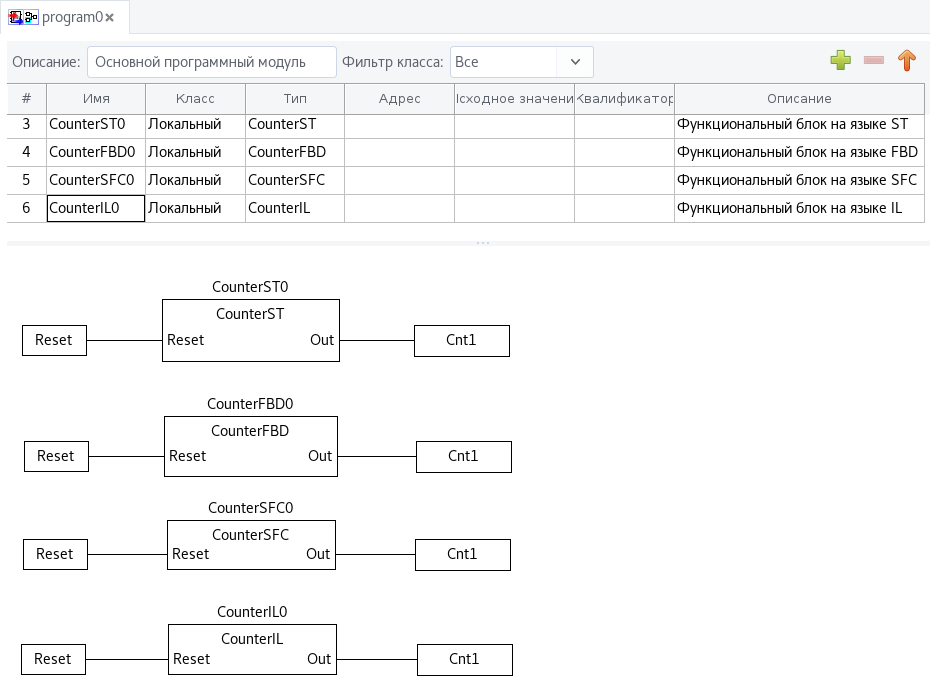 program0
Описание: Основной программный модуль Фильтр класса: Все
# Имя Класс Тип Адрес Исходное значени Квалификатор Описание
3 CounterST0 Локальный CounterST Функциональный блок на языке ST
4 CounterFBD0 Локальный CounterFBD Функциональный блок на языке FBD
5 CounterSFC0 Локальный CounterSFC Функциональный блок на языке SFC
6 CounterIL0 Локальный CounterIL Функциональный блок на языке IL
CounterST0
CounterST
Reset Reset Out Cnt1
CounterFBD0
CounterFBD
Reset Reset Out Cnt1
CounterSFC0
CounterSFC
Reset Reset Out Cnt1
CounterIL0
CounterIL
Reset Reset Out Cnt1